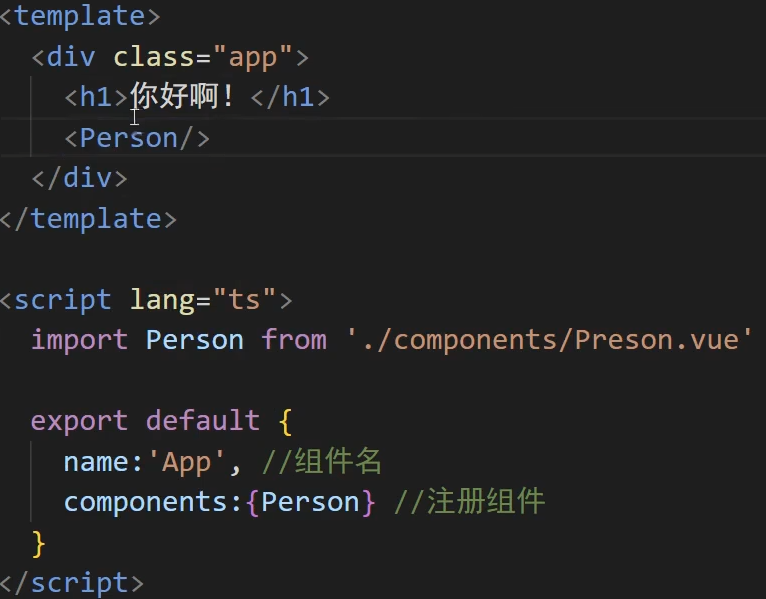 <template>
  <div class="app">
    <h1>你好啊！</h1>
    <Person/>
  </div>
</template>

<script lang="ts">
  import Person from './components/Preson.vue'

  export default {
    name:'App', //组件名
    components:{Person} //注册组件
  }
</script>